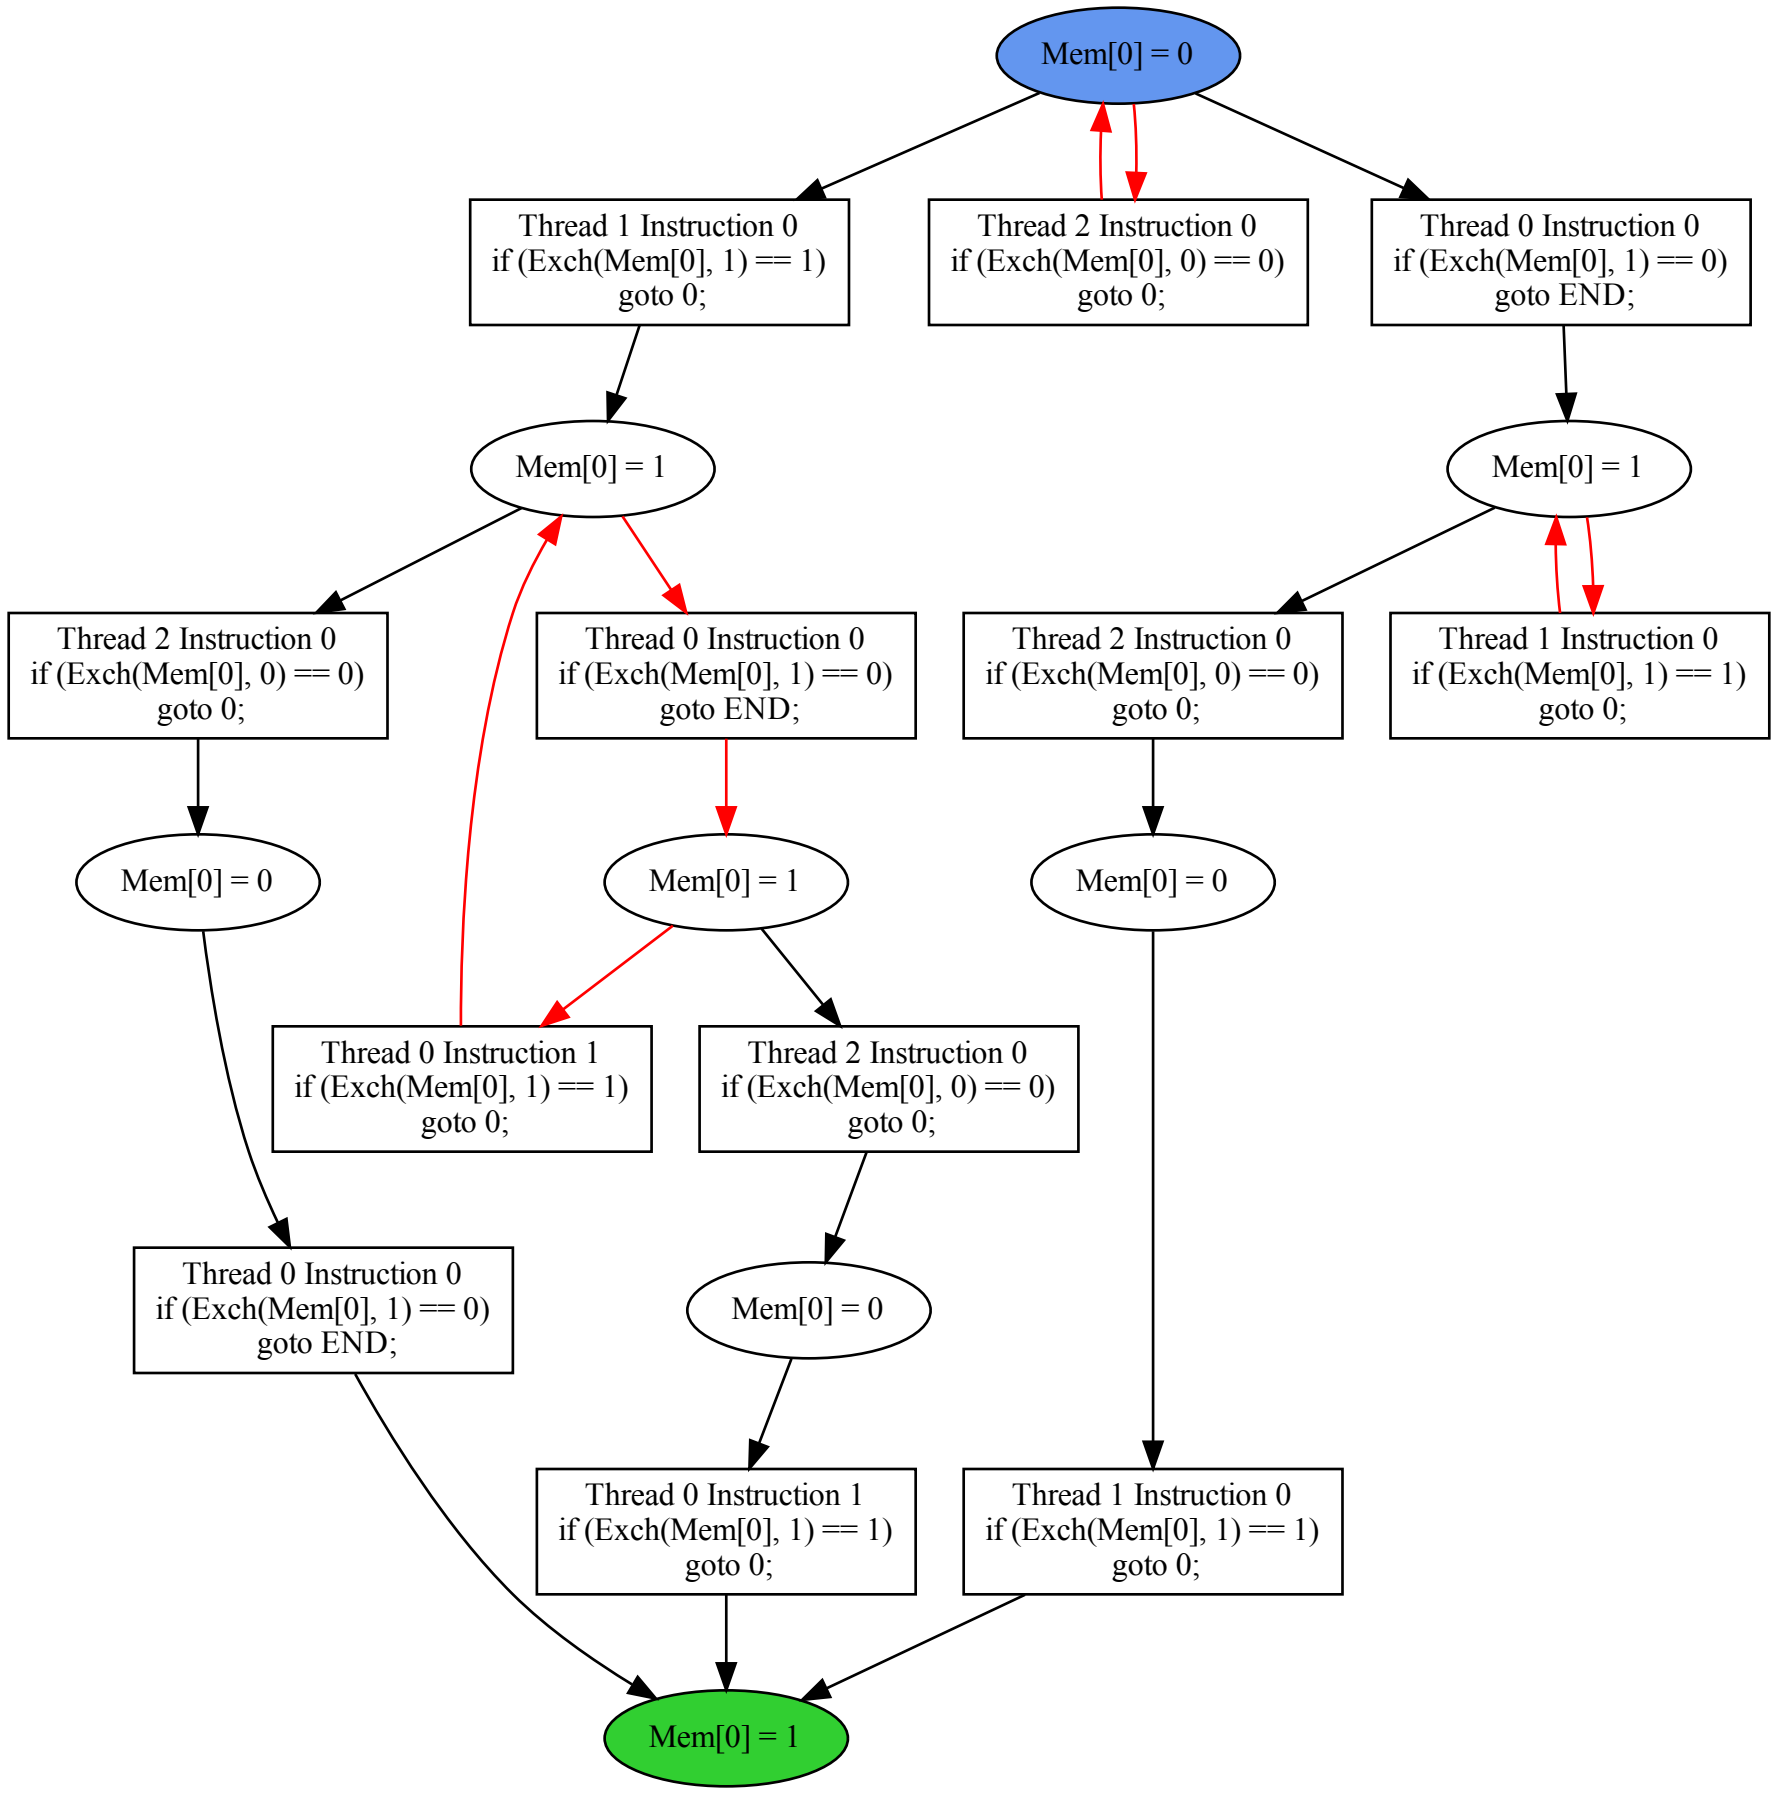 Mem[0] = 0
Thread 1 Instruction 0
if (Exch(Mem[0], 1) == 1)
goto 0;
Thread 2 Instruction 0
if (Exch(Mem[0], 0) == 0)
goto 0;
Thread 0 Instruction 0
if (Exch(Mem[0], 1) == 0)
goto END;
Mem[0] = 1
Mem[0] = 1
Thread 2 Instruction 0
if (Exch(Mem[0], 0) == 0)
goto 0;
Thread 0 Instruction 0
if (Exch(Mem[0], 1) == 0)
goto END;
Thread 2 Instruction 0
if (Exch(Mem[0], 0) == 0)
goto 0;
Thread 1 Instruction 0
if (Exch(Mem[0], 1) == 1)
goto 0;
Mem[0] = 0
Mem[0] = 1
Mem[0] = 0
Thread 0 Instruction 1
if (Exch(Mem[0], 1) == 1)
goto 0;
Thread 2 Instruction 0
if (Exch(Mem[0], 0) == 0)
goto 0;
Thread 0 Instruction 0
if (Exch(Mem[0], 1) == 0)
goto END;
Mem[0] = 0
Thread 0 Instruction 1
if (Exch(Mem[0], 1) == 1)
goto 0;
Thread 1 Instruction 0
if (Exch(Mem[0], 1) == 1)
goto 0;
Mem[0] = 1